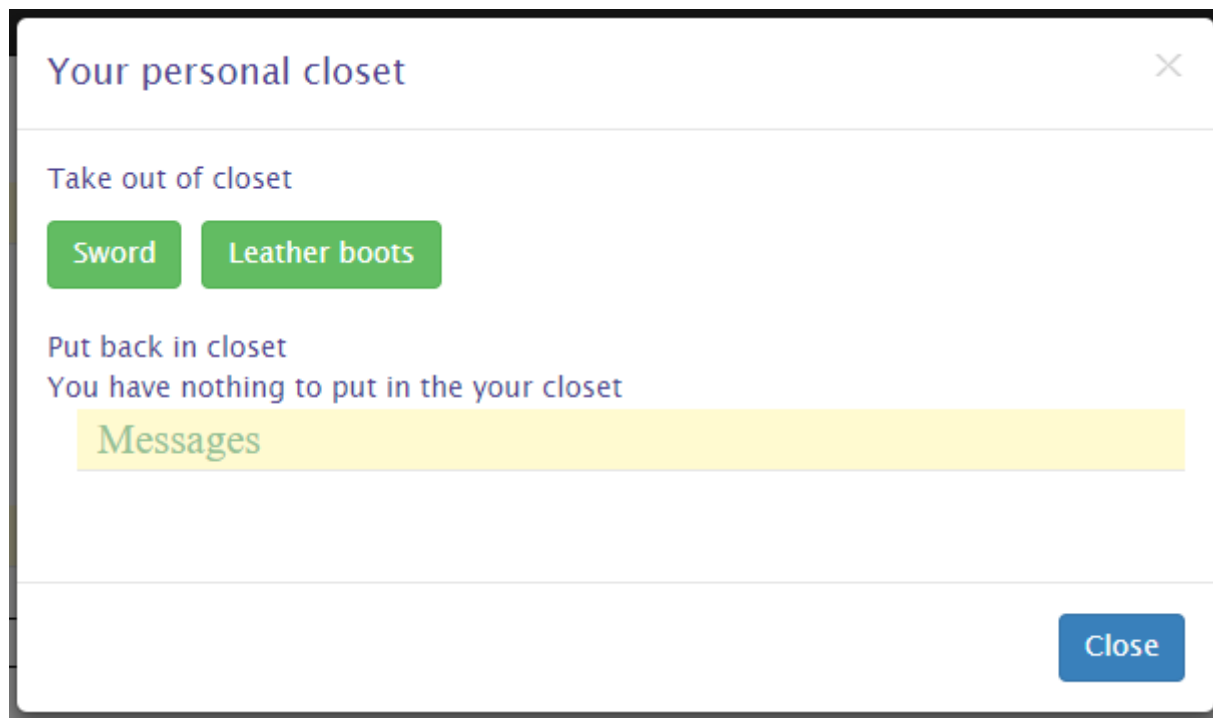 Your personal closet
Take out of closet
Sword Leather boots
Put back in closet
You have nothing to put in the your closet
Messages
Close